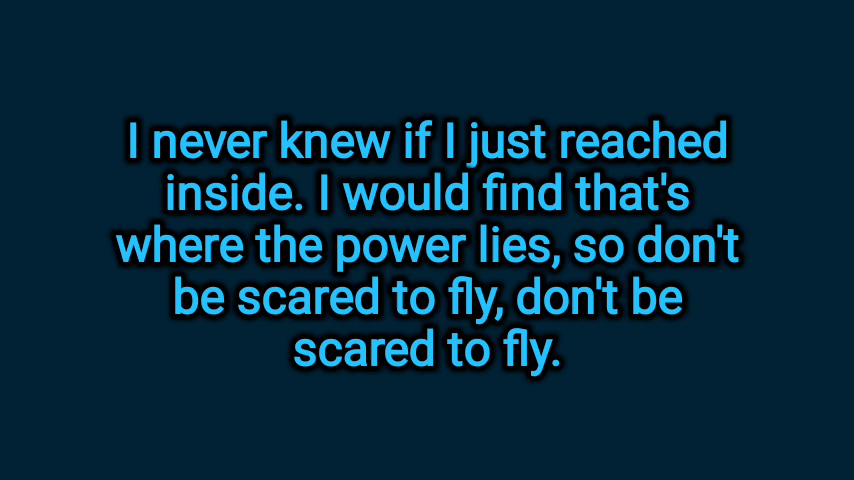 I never knew if I just reached
inside. I would find that's
where the power lies, so don't
be scared to fly, don't be
scared to fly.